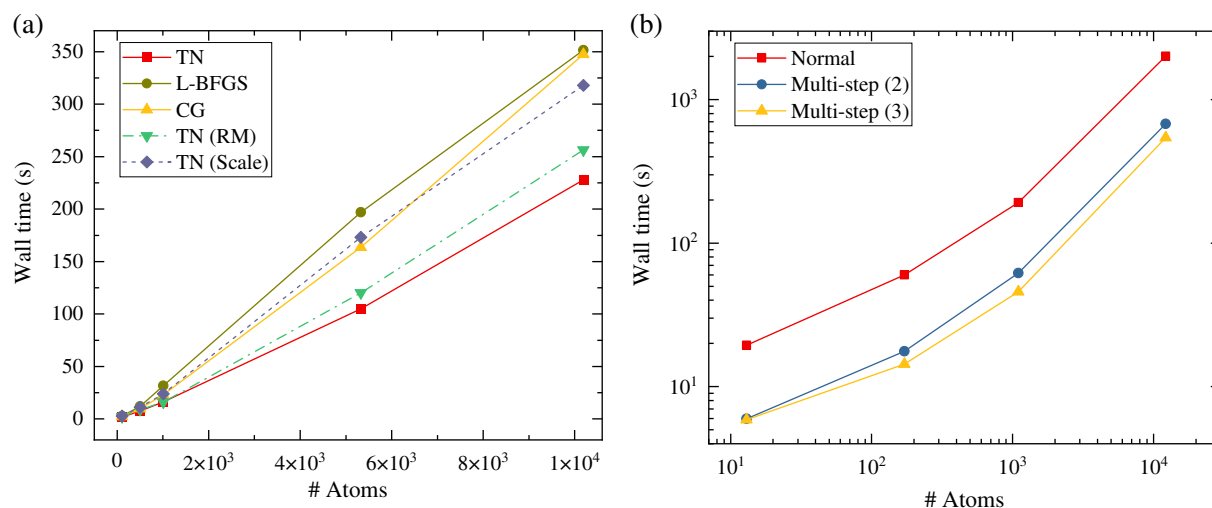 (a)
Wall time (s)
350
300
250
200
150
100
50
0
TN
L-BFGS
CG
TN (RM)
TN (Scale)
0
2×10³
4×10³
6×10³
8×10³
1×10⁴
# Atoms
(b)
Wall time (s)
10³
10²
10¹
Normal
Multi-step (2)
Multi-step (3)
10¹
10²
10³
10⁴
# Atoms